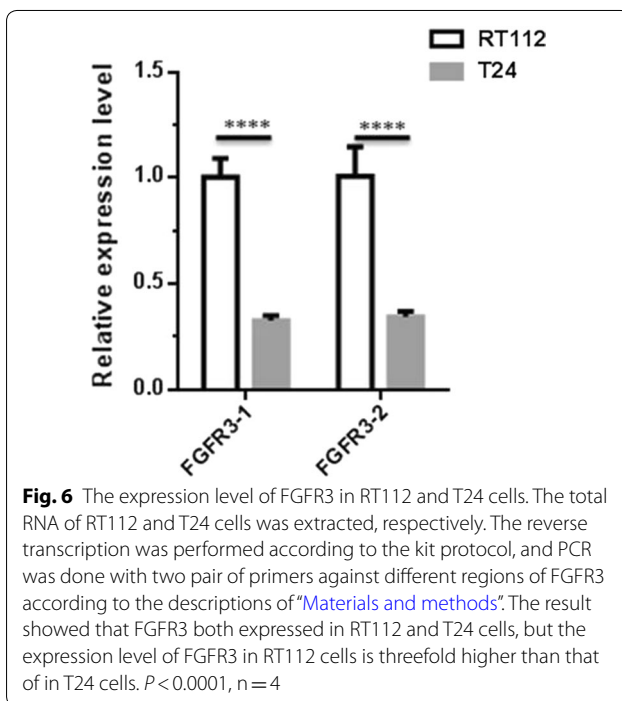 RT112
T24
Relative expression level
1.5
1.0
0.5
0.0
****
****
FGFR3-1
FGFR3-2
Fig. 6 The expression level of FGFR3 in RT112 and T24 cells. The total
RNA of RT112 and T24 cells was extracted, respectively. The reverse
transcription was performed according to the kit protocol, and PCR
was done with two pair of primers against different regions of FGFR3
according to the descriptions of “Materials and methods”. The result
showed that FGFR3 both expressed in RT112 and T24 cells, but the
expression level of FGFR3 in RT112 cells is threefold higher than that
of in T24 cells. P < 0.0001, n = 4